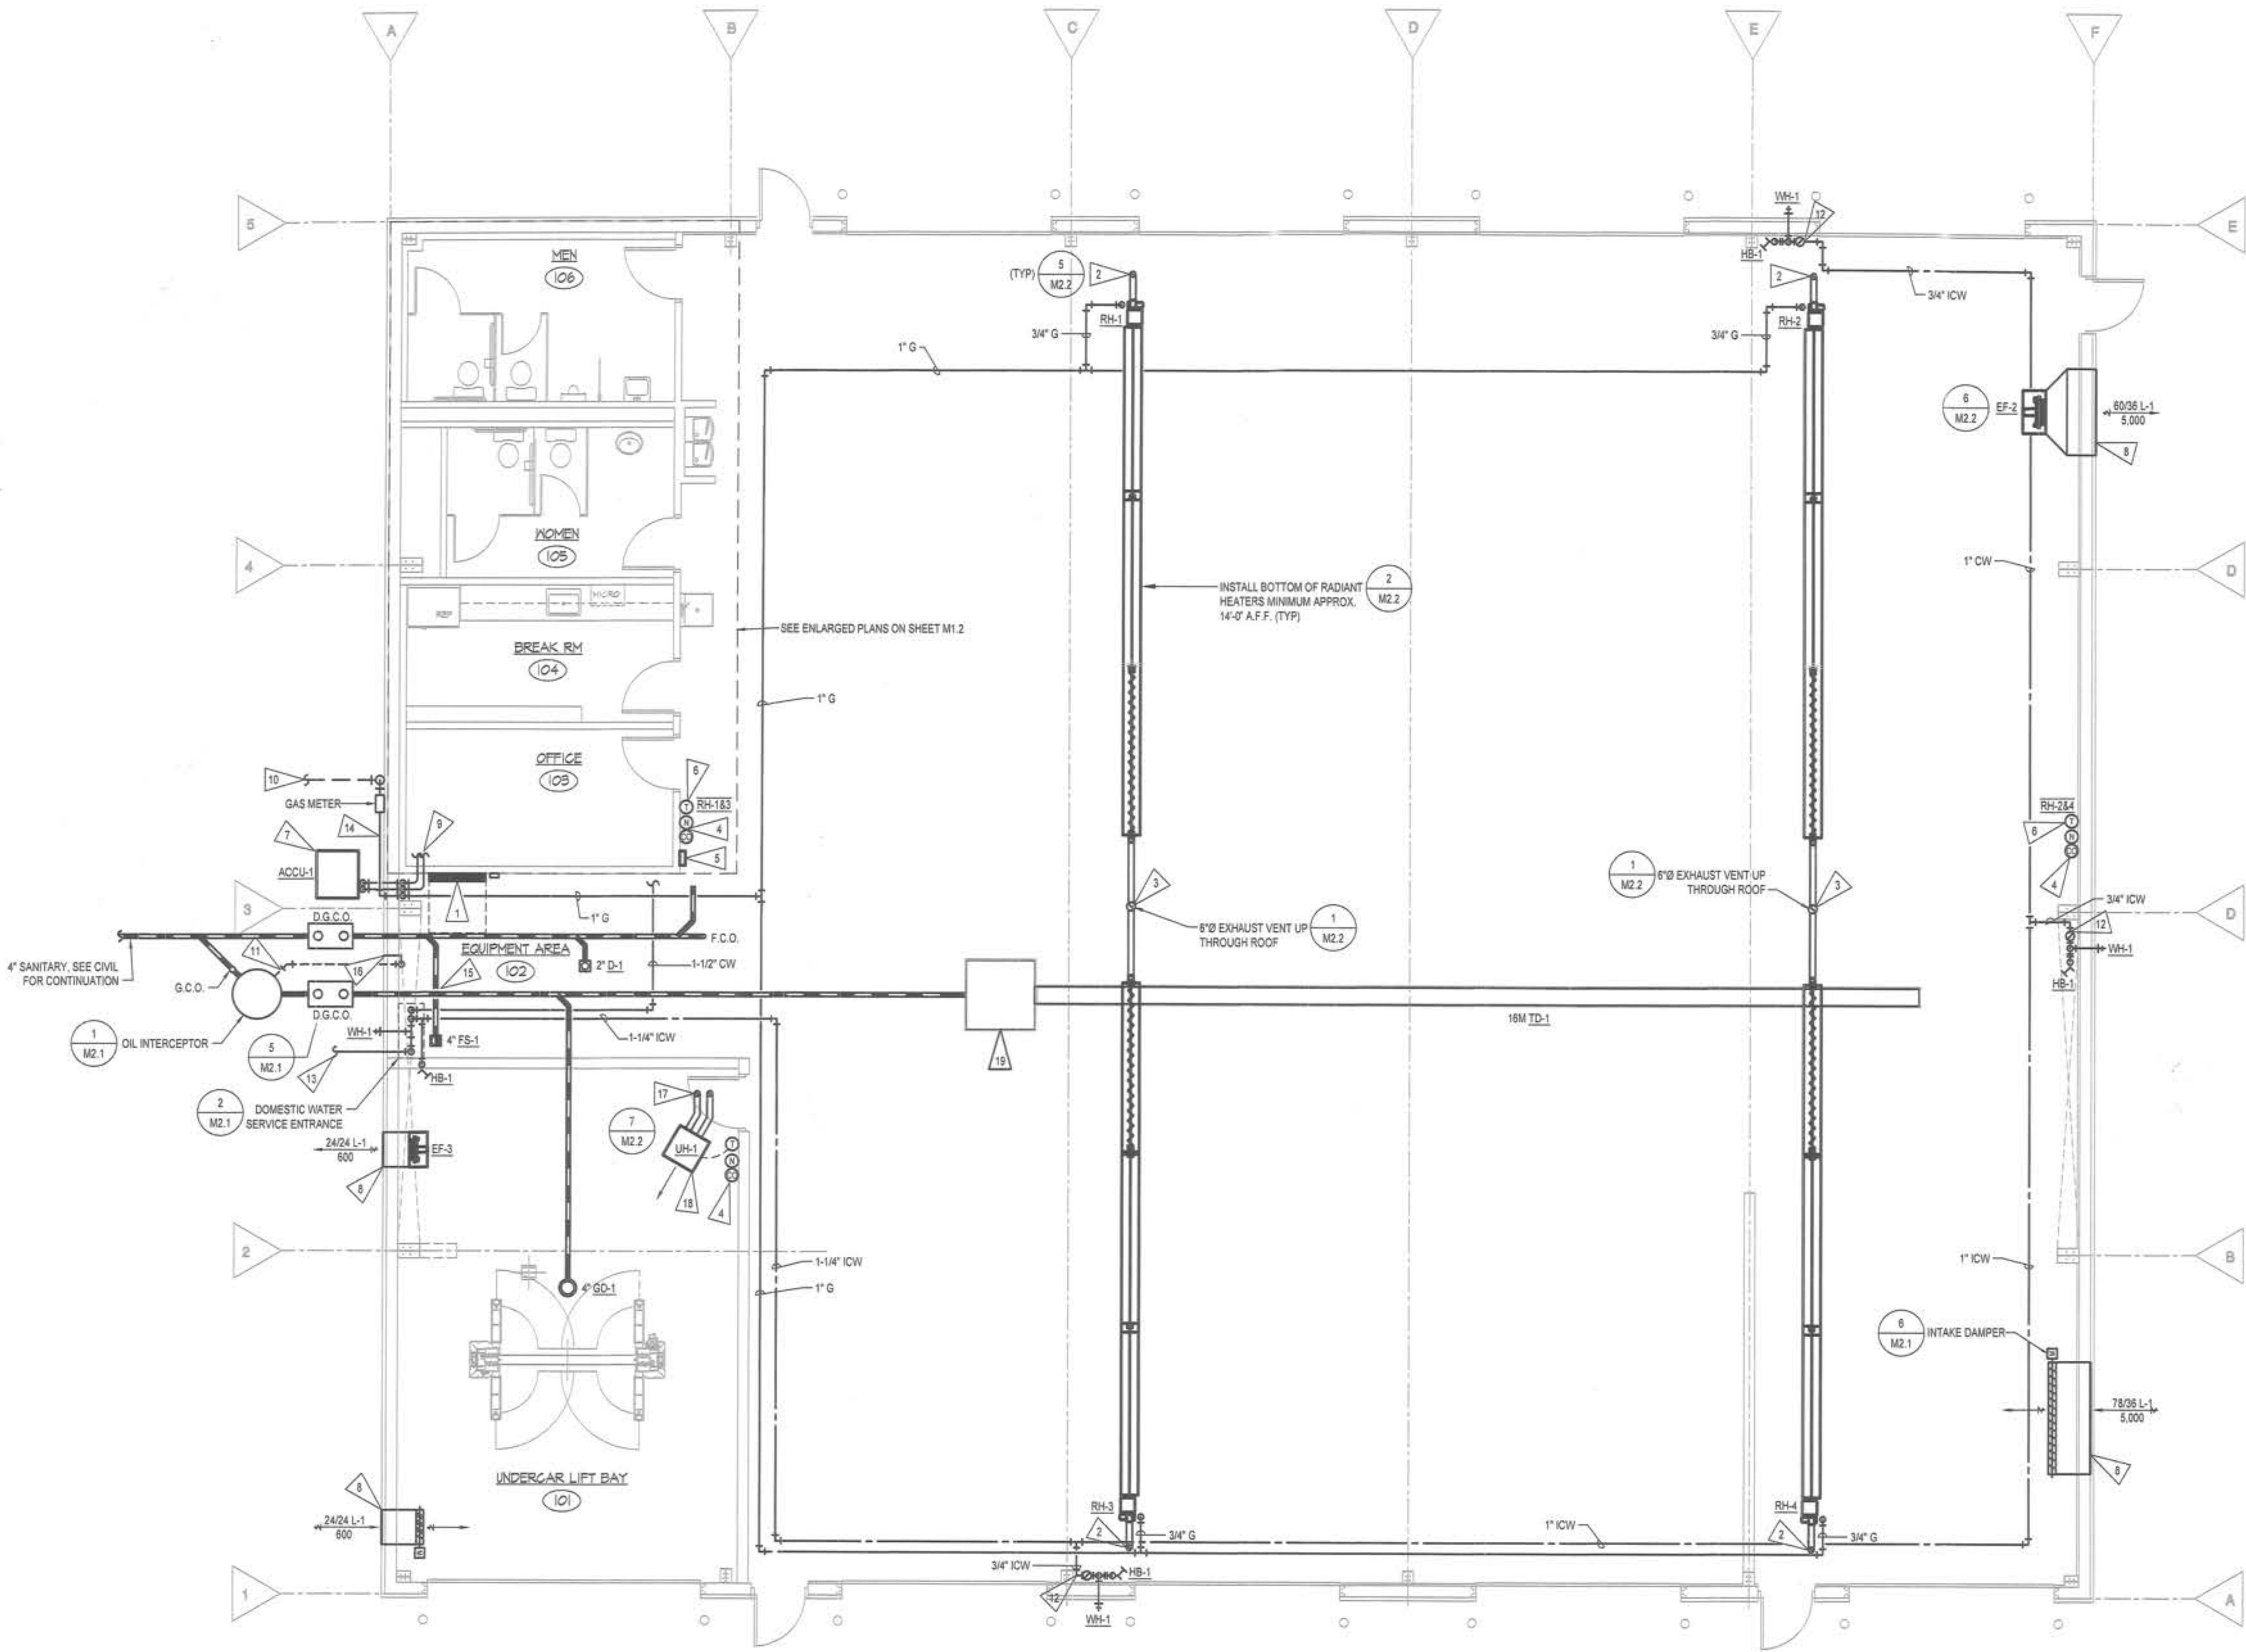 A
B
C
D
E
F
5
E
WH-1
12
HB-1
3/4" ICW
MEN
106
(TYP)
5
M2.2
2
RH-1
3/4" G
1" G
2
RH-2
3/4" G
6
M2.2
EF-2
60/36 L-1
5,000
8
WOMEN
105
4
D
1" CW
INSTALL BOTTOM OF RADIANT
HEATERS MINIMUM APPROX.
14'-0" A.F.F. (TYP)
2
M2.2
REF
MICRO
SEE ENLARGED PLANS ON SHEET M1.2
BREAK RM
104
1" G
OFFICE
103
10
GAS METER
14
9
7
ACCU-1
6
T
RH-1&3
N
4
5
RH-2&4
T
6
N
4
1
M2.2
6"Ø EXHAUST VENT UP
THROUGH ROOF
3
3
6"Ø EXHAUST VENT UP
THROUGH ROOF
1
M2.2
3/4" ICW
12
WH-1
HB-1
3
D
1
1" G
D.G.C.O.
F.C.O.
11
EQUIPMENT AREA
102
16
15
2" D-1
1-1/2" CW
4" SANITARY, SEE CIVIL
FOR CONTINUATION
G.C.O.
D.G.C.O.
1
M2.1
OIL INTERCEPTOR
5
M2.1
WH-1
4" FS-1
1-1/4" ICW
13
HB-1
2
M2.1
DOMESTIC WATER
SERVICE ENTRANCE
16M TD-1
19
24/24 L-1
600
EF-3
8
17
7
M2.2
UH-1
T
N
18
4
2
B
1-1/4" ICW
1" G
4" GD-1
1" ICW
6
M2.1
INTAKE DAMPER
78/36 L-1
5,000
8
UNDERCAR LIFT BAY
101
8
24/24 L-1
600
RH-3
2
3/4" G
1" ICW
RH-4
2
3/4" G
3/4" ICW
12
HB-1
WH-1
1
A